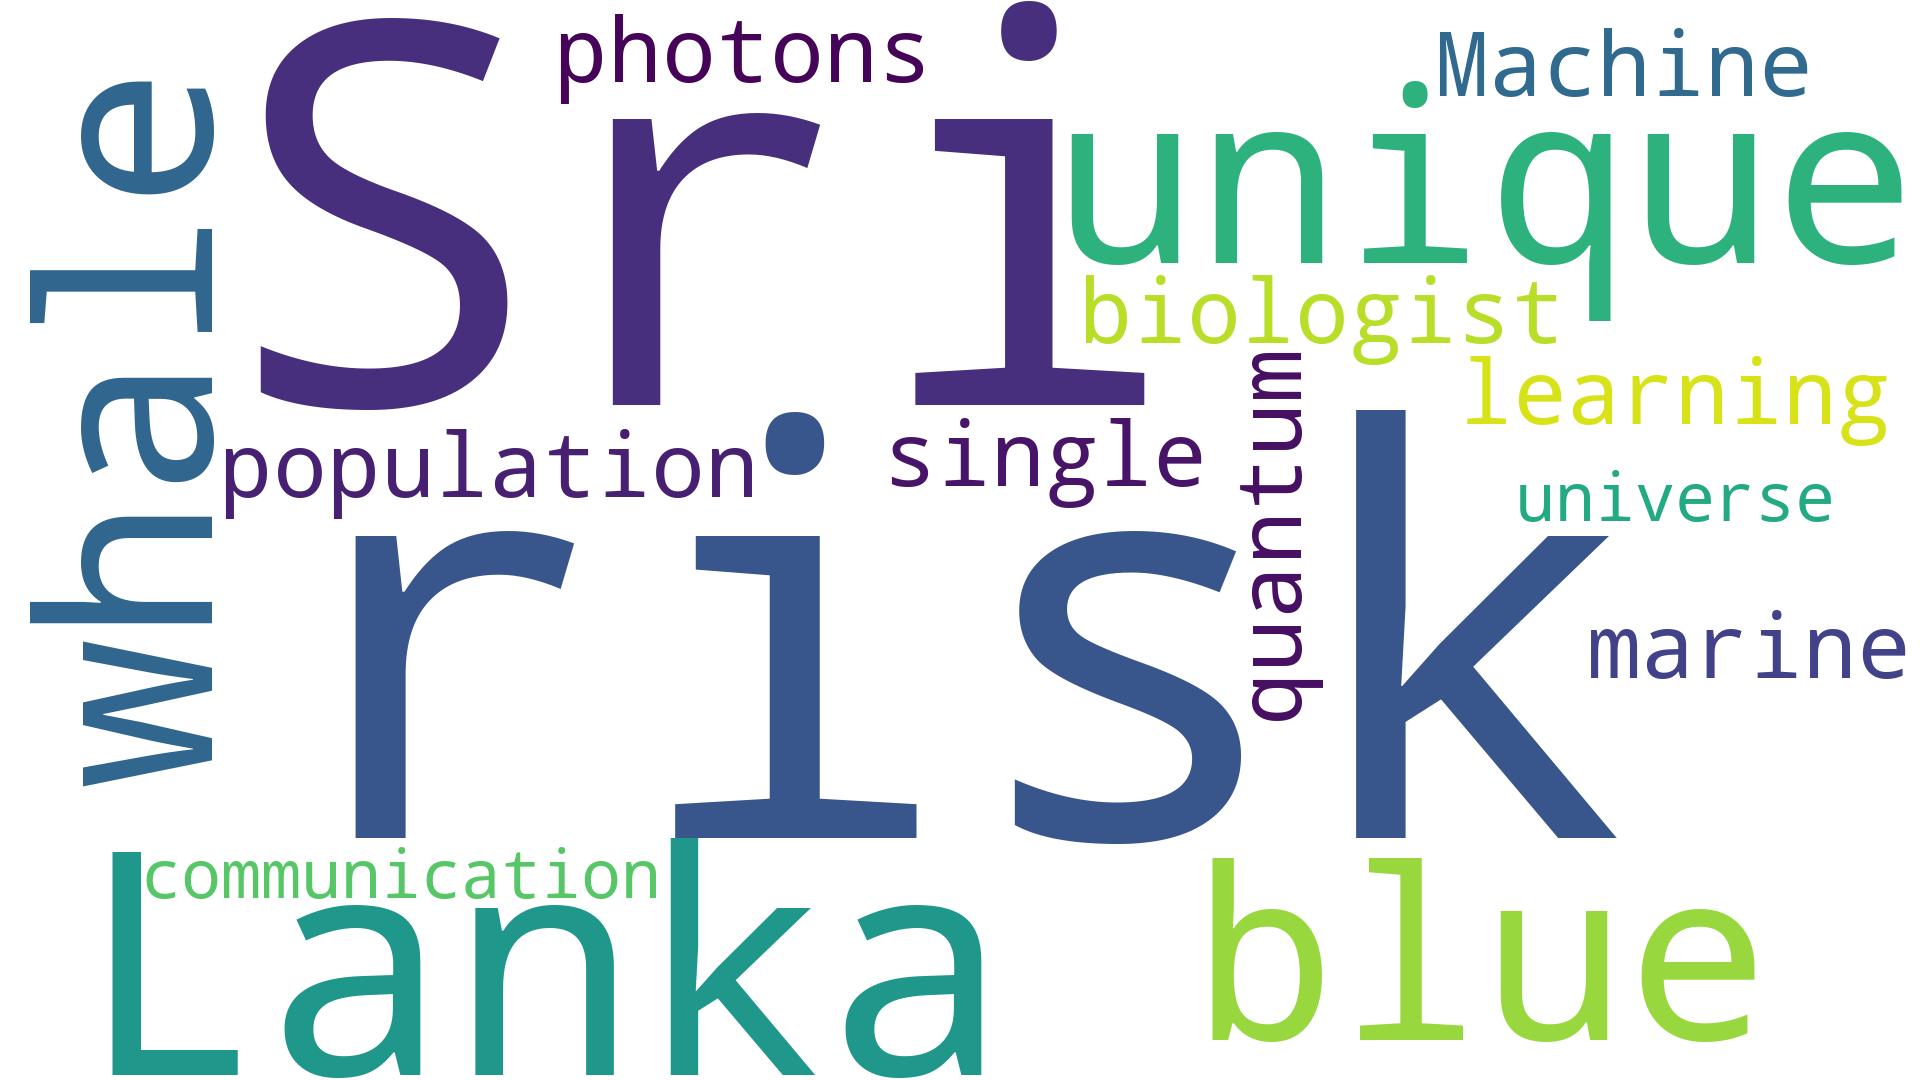 photons
Machine
Sri
unique
whale
biologist
learning
population
single
quantum
universe
risk
marine
communication
Lanka
blue